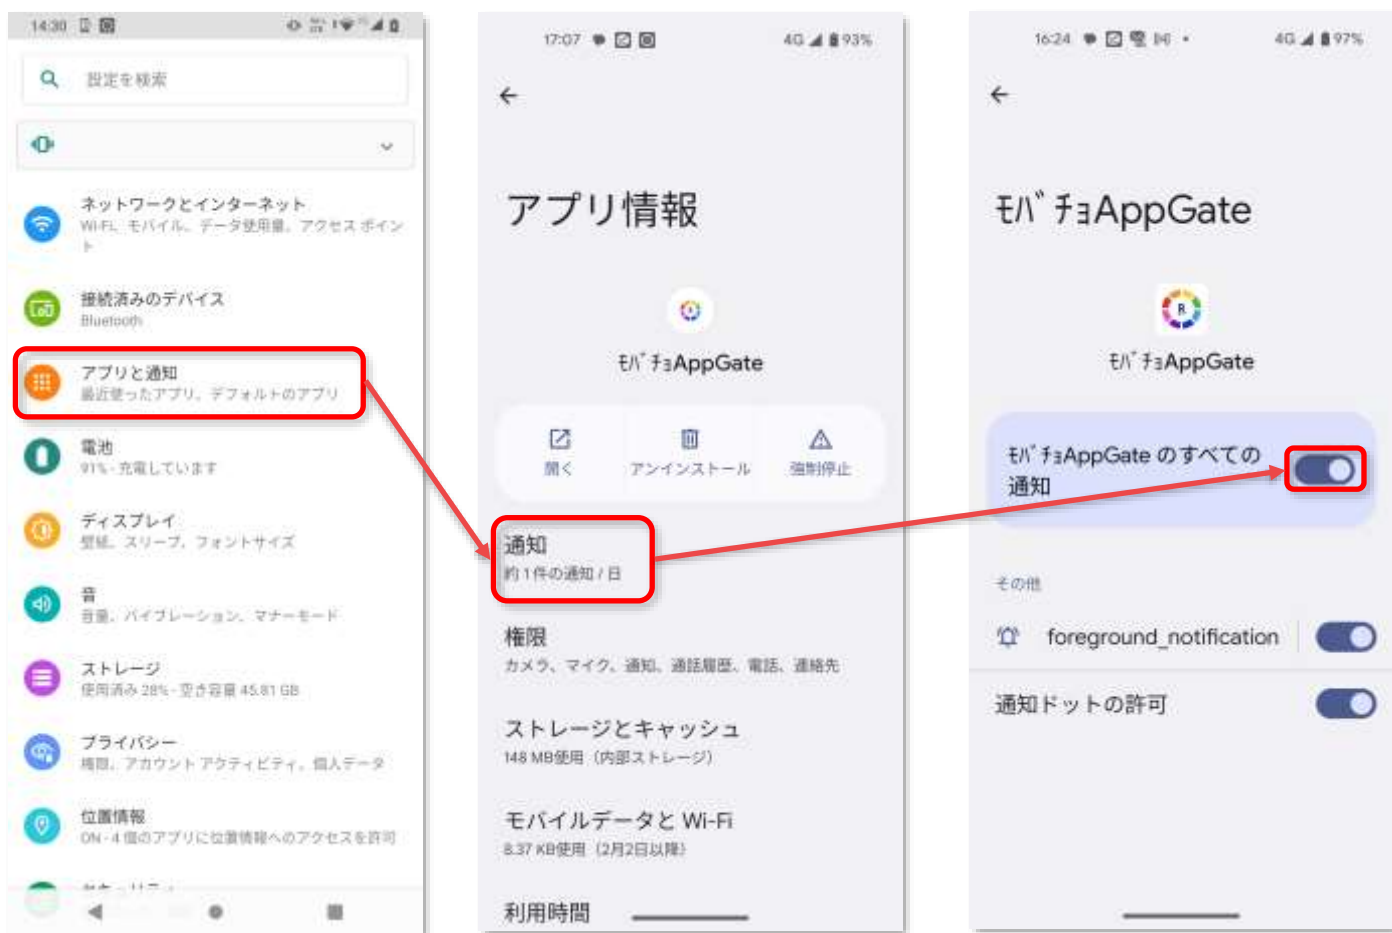 14:30
設定を検索
ネットワークとインターネット
Wi-Fi、モバイル、データ使用量、アクセス ポイン
ト
接続済みのデバイス
Bluetooth
アプリと通知
最近使ったアプリ、デフォルトのアプリ
電池
91% - 充電しています
ディスプレイ
壁紙、スリープ、フォントサイズ
音
音量、バイブレーション、マナーモード
ストレージ
使用済み 28% - 空き容量 45.81 GB
プライバシー
権限、アカウント アクティビティ、個人データ
位置情報
ON - 4 個のアプリに位置情報へのアクセスを許可
17:07
4G
93%
アプリ情報
ﾓﾊﾞﾁｮAppGate
開く
アンインストール
強制停止
通知
約 1 件の通知 / 日
権限
カメラ、マイク、通知、通話履歴、電話、連絡先
ストレージとキャッシュ
148 MB使用（内部ストレージ）
モバイルデータと Wi-Fi
8.37 KB使用（2月2日以降）
利用時間
16:24
4G
97%
ﾓﾊﾞﾁｮAppGate
R
ﾓﾊﾞﾁｮAppGate
ﾓﾊﾞﾁｮAppGate のすべての
通知
その他
foreground_notification
通知ドットの許可